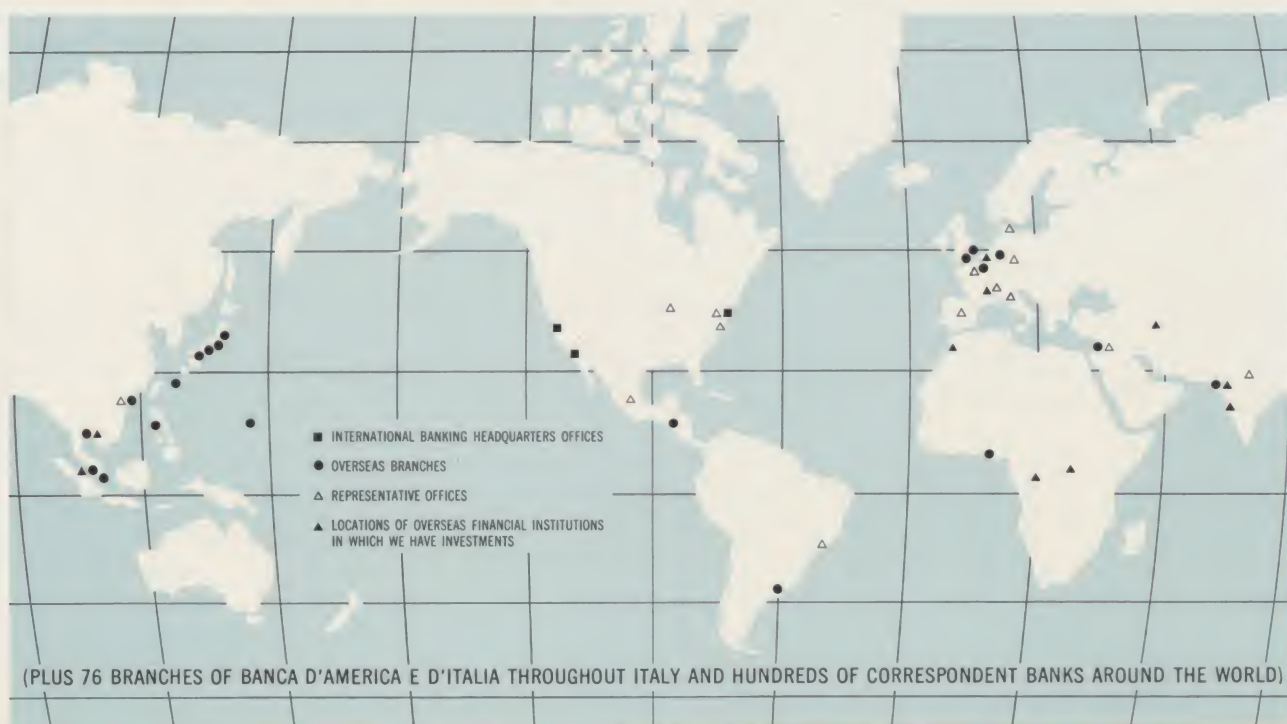 INTERNATIONAL BANKING HEADQUARTERS OFFICES
OVERSEAS BRANCHES
REPRESENTATIVE OFFICES
LOCATIONS OF OVERSEAS FINANCIAL INSTITUTIONS
IN WHICH WE HAVE INVESTMENTS
(PLUS 76 BRANCHES OF BANCA D'AMERICA E D'ITALIA THROUGHOUT ITALY AND HUNDREDS OF CORRESPONDENT BANKS AROUND THE WORLD)